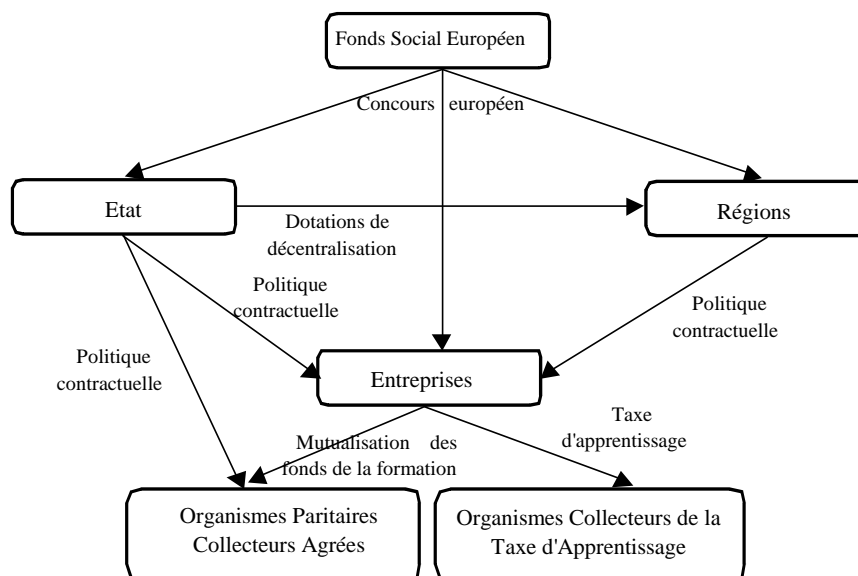 Fonds Social Européen
Concours européen
Etat
Régions
Dotations de
décentralisation
Politique
contractuelle
Politique
contractuelle
Politique
contractuelle
Entreprises
Taxe
d'apprentissage
Mutualisation des
fonds de la formation
Organismes Paritaires
Collecteurs Agrées
Organismes Collecteurs de la
Taxe d'Apprentissage